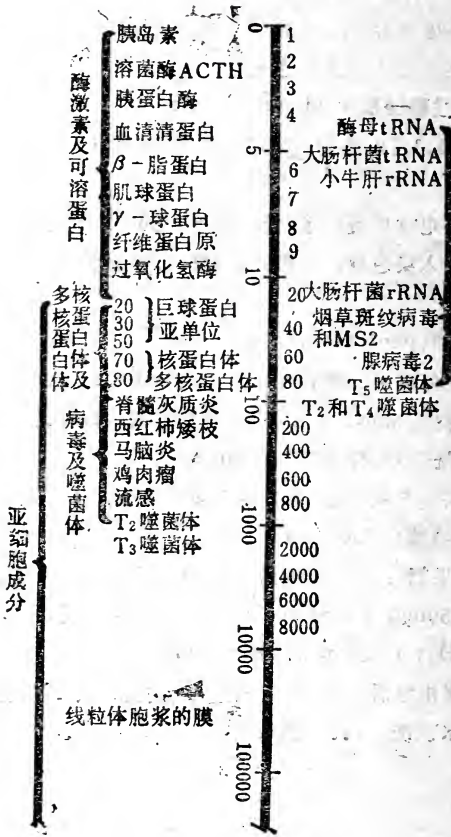 胰岛素
溶菌酶ACTH
胰蛋白酶
血清清蛋白
β-脂蛋白
肌球蛋白
γ-球蛋白
纤维蛋白原
过氧化氢酶
酶激素及可溶蛋白
20
30
50
巨球蛋白
亚单位
70
80
核蛋白体
多核蛋白体
核蛋白体及
多核蛋白体
脊髓灰质炎
西红柿矮枝
马脑炎
鸡肉瘤
流感
T2噬菌体
T3噬菌体
病毒及噬菌体
亚细胞成分
线粒体胞浆的膜
0
5
10
100
1000
10000
100000
1
2
3
4
6
7
8
9
20
40
60
80
200
400
600
800
2000
4000
6000
8000
酶母tRNA
大肠杆菌tRNA
小牛肝rRNA
大肠杆菌rRNA
烟草斑纹病毒
和MS2
腺病毒2
T5噬菌体
T2和T4噬菌体